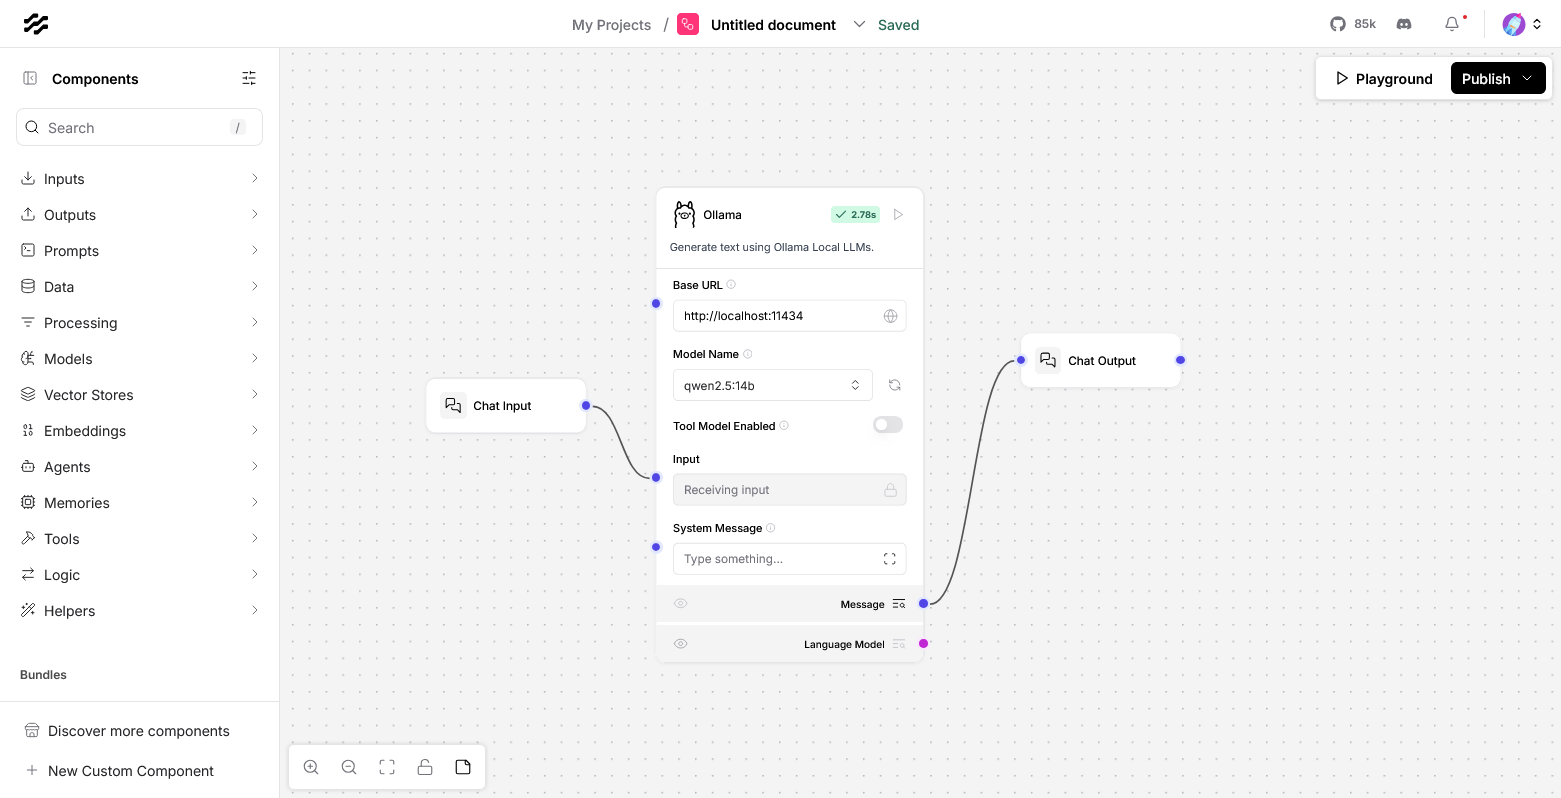 My Projects / Untitled document Saved
85k
Components
Playground Publish
Search /
Inputs
Outputs
Prompts
Data
Processing
Models
Vector Stores
Embeddings
Agents
Memories
Tools
Logic
Helpers
Bundles
Discover more components
New Custom Component
Chat Input
Ollama 2.78s
Generate text using Ollama Local LLMs.
Base URL
http://localhost:11434
Model Name
qwen2.5:14b
Tool Model Enabled
Input
Receiving input
System Message
Type something...
Message
Language Model
Chat Output